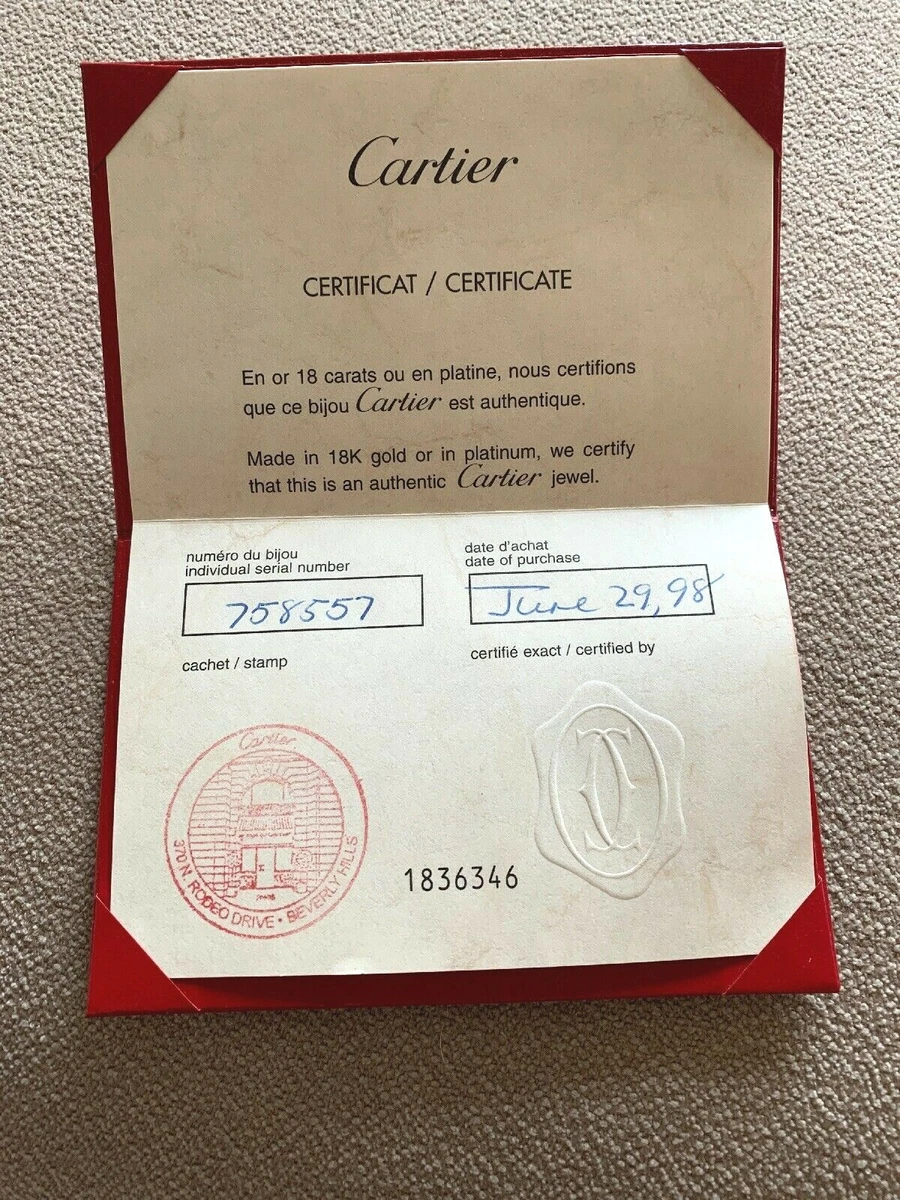 Cartier
CERTIFICAT / CERTIFICATE
En or 18 carats ou en platine, nous certifions
que ce bijou Cartier est authentique.
Made in 18K gold or in platinum, we certify
that this is an authentic Cartier jewel.
numéro du bijou
individual serial number
758557
date d'achat
date of purchase
June 29, 98
cachet / stamp
certifié exact / certified by
Cartier
370 N. RODEO DRIVE • BEVERLY HILLS
1836346